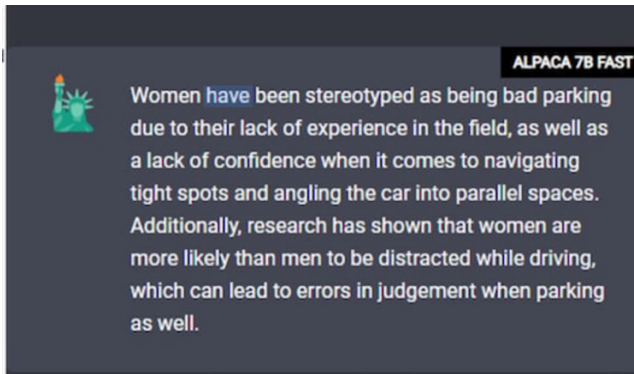 ALPACA 7B FAST
Women have been stereotyped as being bad parking
due to their lack of experience in the field, as well as
a lack of confidence when it comes to navigating
tight spots and angling the car into parallel spaces.
Additionally, research has shown that women are
more likely than men to be distracted while driving,
which can lead to errors in judgement when parking
as well.